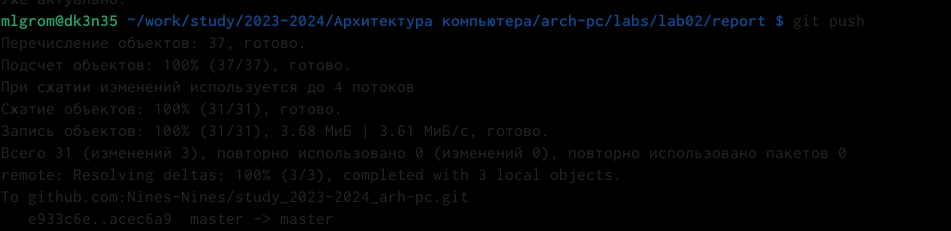 Уже актуально.
mlgrom@dk3n35 ~/work/study/2023-2024/Архитектура компьютера/arch-pc/labs/lab02/report $ git push
Перечисление объектов: 37, готово.
Подсчет объектов: 100% (37/37), готово.
При сжатии изменений используется до 4 потоков
Сжатие объектов: 100% (31/31), готово.
Запись объектов: 100% (31/31), 3.68 МиБ | 3.61 МиБ/с, готово.
Всего 31 (изменений 3), повторно использовано 0 (изменений 0), повторно использовано пакетов 0
remote: Resolving deltas: 100% (3/3), completed with 3 local objects.
To github.com:Nines-Nines/study_2023-2024_arh-pc.git
   e933c6e..acec6a9  master -> master